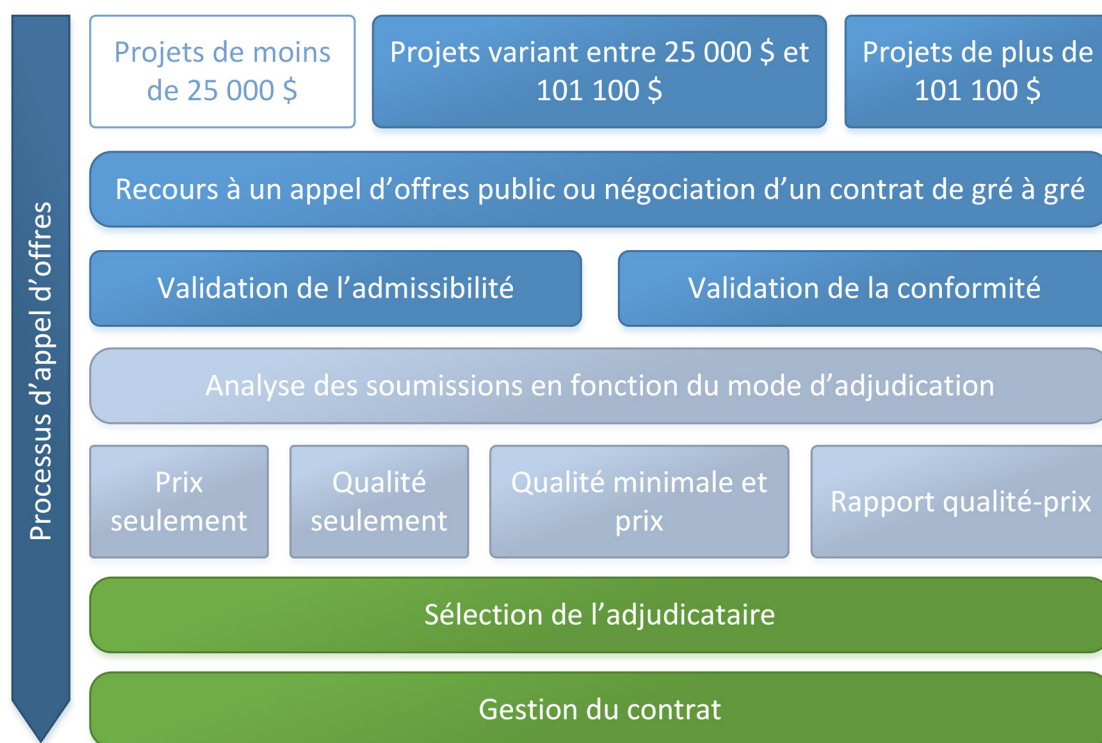 Processus d’appel d’offres
Projets de moins
de 25 000 $
Projets variant entre 25 000 $ et
101 100 $
Projets de plus de
101 100 $
Recours à un appel d’offres public ou négociation d’un contrat de gré à gré
Validation de l’admissibilité
Validation de la conformité
Analyse des soumissions en fonction du mode d’adjudication
Prix
seulement
Qualité
seulement
Qualité minimale et
prix
Rapport qualité-prix
Sélection de l’adjudicataire
Gestion du contrat